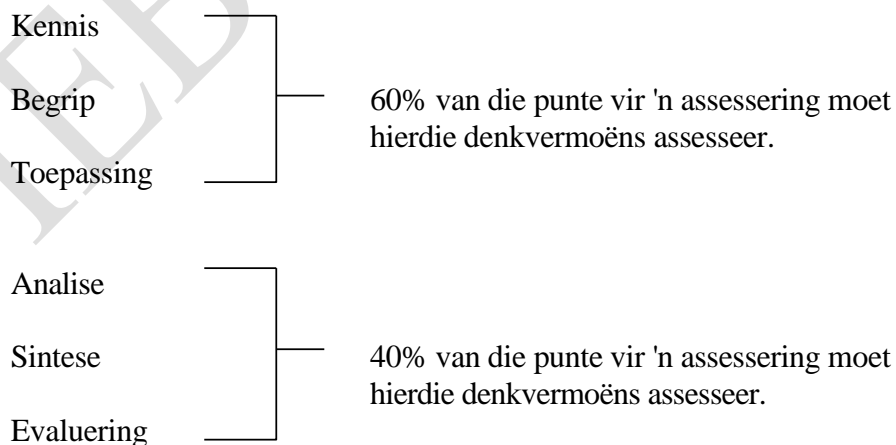 Kennis
Begrip
Toepassing
60% van die punte vir 'n assessering moet
hierdie denkvermoëns assesseer.
Analise
Sintese
Evaluering
40% van die punte vir 'n assessering moet
hierdie denkvermoëns assesseer.